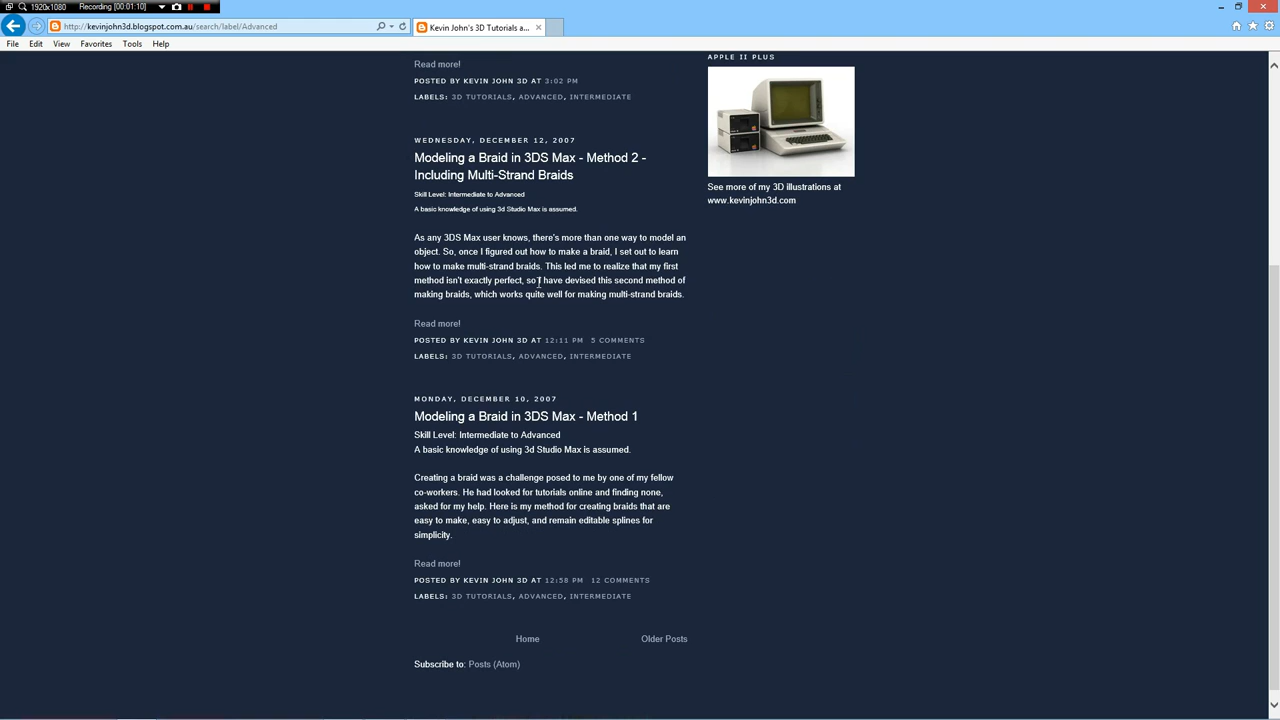 1920x1080 Recording [00:01:10]
http://kevinjohn3d.blogspot.com.au/search/label/Advanced
Kevin John's 3D Tutorials a...
File Edit View Favorites Tools Help
Read more!
POSTED BY KEVIN JOHN 3D AT 3:02 PM
LABELS: 3D TUTORIALS, ADVANCED, INTERMEDIATE
WEDNESDAY, DECEMBER 12, 2007
Modeling a Braid in 3DS Max - Method 2 -
Including Multi-Strand Braids
Skill Level: Intermediate to Advanced
A basic knowledge of using 3d Studio Max is assumed.
As any 3DS Max user knows, there's more than one way to model an
object. So, once I figured out how to make a braid, I set out to learn
how to make multi-strand braids. This led me to realize that my first
method isn't exactly perfect, so I have devised this second method of
making braids, which works quite well for making multi-strand braids.
Read more!
POSTED BY KEVIN JOHN 3D AT 12:11 PM 5 COMMENTS
LABELS: 3D TUTORIALS, ADVANCED, INTERMEDIATE
MONDAY, DECEMBER 10, 2007
Modeling a Braid in 3DS Max - Method 1
Skill Level: Intermediate to Advanced
A basic knowledge of using 3d Studio Max is assumed.
Creating a braid was a challenge posed to me by one of my fellow
co-workers. He had looked for tutorials online and finding none,
asked for my help. Here is my method for creating braids that are
easy to make, easy to adjust, and remain editable splines for
simplicity.
Read more!
POSTED BY KEVIN JOHN 3D AT 12:58 PM 12 COMMENTS
LABELS: 3D TUTORIALS, ADVANCED, INTERMEDIATE
Home Older Posts
Subscribe to: Posts (Atom)
APPLE II PLUS
See more of my 3D illustrations at
www.kevinjohn3d.com